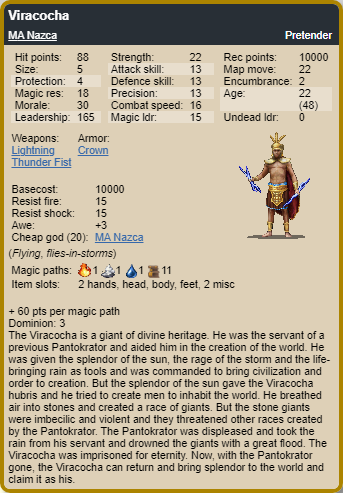 Viracocha
MA Nazca Pretender
Hit points: 88 Strength: 22 Rec points: 10000
Size: 5 Attack skill: 13 Map move: 22
Protection: 4 Defence skill: 13 Encumbrance: 2
Magic res: 18 Precision: 13 Age: 22
Morale: 30 Combat speed: 16 (48)
Leadership: 165 Magic ldr: 15 Undead ldr: 0
Weapons: Armor:
Lightning Crown
Thunder Fist
Basecost: 10000
Resist fire: 15
Resist shock: 15
Awe: +3
Cheap god (20): MA Nazca
(Flying, flies-in-storms)
Magic paths: 1 1 1 11
Item slots: 2 hands, head, body, feet, 2 misc
+ 60 pts per magic path
Dominion: 3
The Viracocha is a giant of divine heritage. He was the servant of a
previous Pantokrator and aided him in the creation of the world. He
was given the splendor of the sun, the rage of the storm and the life-
bringing rain as tools and was commanded to bring civilization and
order to creation. But the splendor of the sun gave the Viracocha
hubris and he tried to create men to inhabit the world. He breathed
air into stones and created a race of giants. But the stone giants
were imbecilic and violent and they threatened other races created
by the Pantokrator. The Pantokrator was displeased and took the
rain from his servant and drowned the giants with a great flood. The
Viracocha was imprisoned for eternity. Now, with the Pantokrator
gone, the Viracocha can return and bring splendor to the world and
claim it as his.